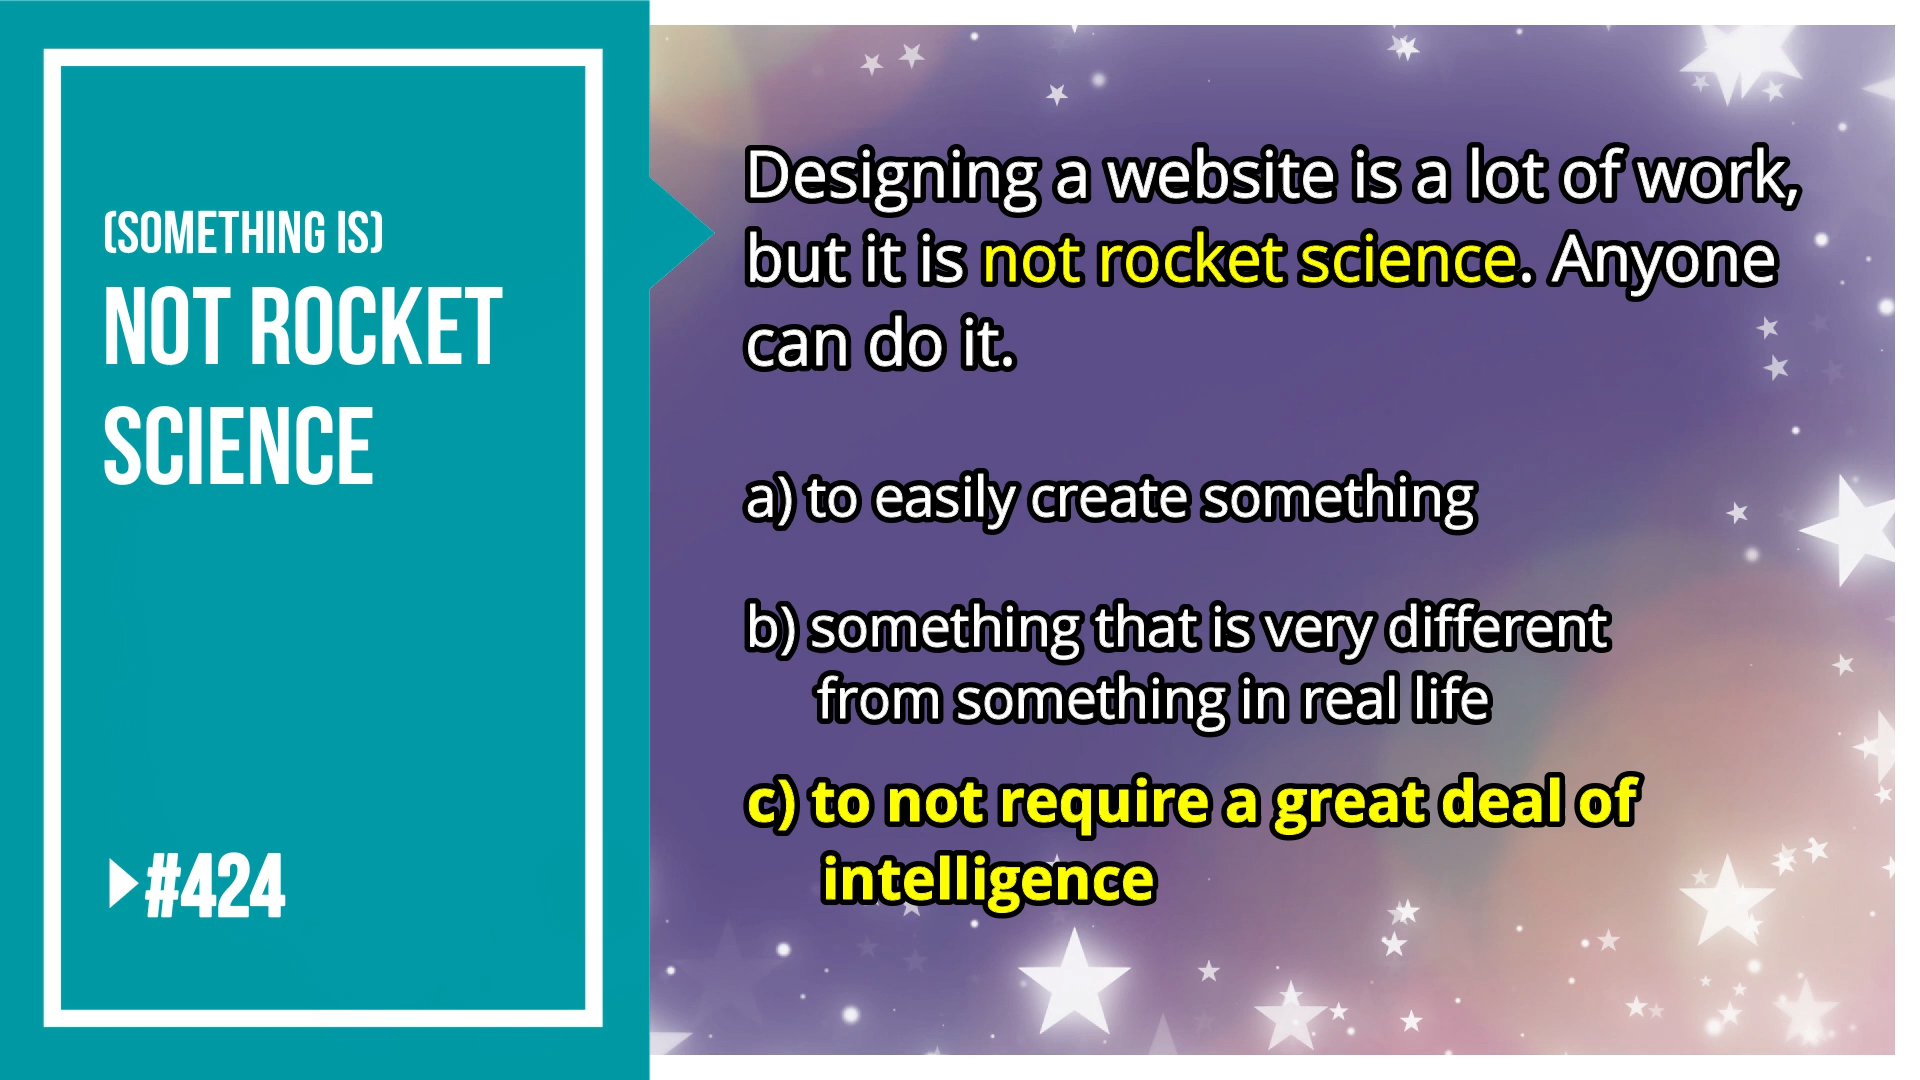 (SOMETHING IS)
NOT ROCKET
SCIENCE
#424
Designing a website is a lot of work,
but it is not rocket science. Anyone
can do it.
a) to easily create something
b) something that is very different
from something in real life
c) to not require a great deal of
intelligence